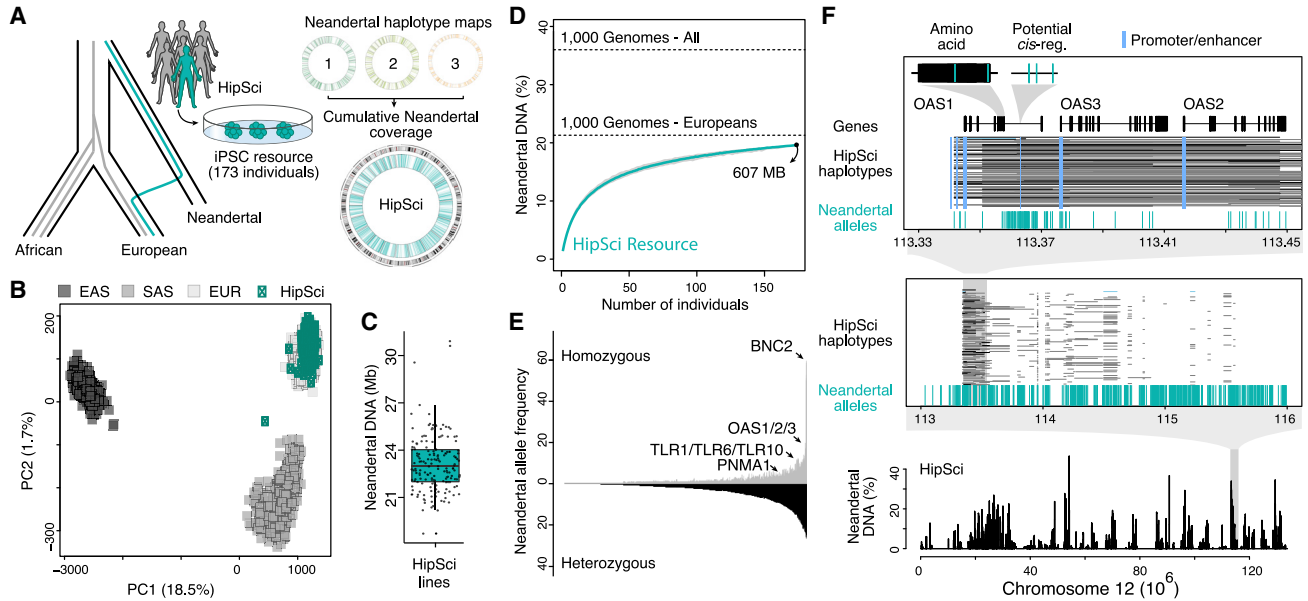 A
HipSci
iPSC resource
(173 individuals)
Neandertal
African
European
Neandertal haplotype maps
1
2
3
Cumulative Neandertal
coverage
HipSci
B
EAS
SAS
EUR
HipSci
200
0
−300
PC2 (1.7%)
−3000
0
1000
PC1 (18.5%)
C
Neandertal DNA (Mb)
30
27
24
23
22
21
HipSci
lines
D
Neandertal DNA (%)
40
30
20
10
0
1,000 Genomes - All
1,000 Genomes - Europeans
607 MB
HipSci Resource
0
50
100
150
Number of individuals
E
Neandertal allele frequency
60
40
20
0
20
40
Homozygous
BNC2
OAS1/2/3
TLR1/TLR6/TLR10
PNMA1
Heterozygous
F
Amino
acid
Potential
cis-reg.
Promoter/enhancer
OAS1
OAS3
OAS2
Genes
HipSci
haplotypes
Neandertal
alleles
113.33
113.37
113.41
113.45
HipSci
haplotypes
Neandertal
alleles
113
114
115
116
HipSci
Neandertal
DNA (%)
40
20
0
0
40
80
120
Chromosome 12 (10⁶)